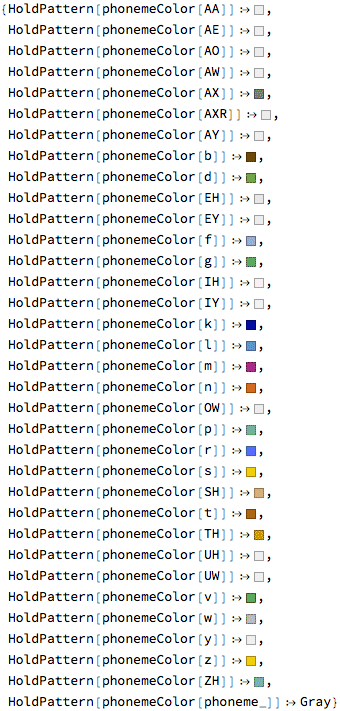 {HoldPattern[phonemeColor[AA]] :→ ,
HoldPattern[phonemeColor[AE]] :→ ,
HoldPattern[phonemeColor[AO]] :→ ,
HoldPattern[phonemeColor[AW]] :→ ,
HoldPattern[phonemeColor[AX]] :→ ,
HoldPattern[phonemeColor[AXR]] :→ ,
HoldPattern[phonemeColor[AY]] :→ ,
HoldPattern[phonemeColor[b]] :→ ,
HoldPattern[phonemeColor[d]] :→ ,
HoldPattern[phonemeColor[EH]] :→ ,
HoldPattern[phonemeColor[EY]] :→ ,
HoldPattern[phonemeColor[f]] :→ ,
HoldPattern[phonemeColor[g]] :→ ,
HoldPattern[phonemeColor[IH]] :→ ,
HoldPattern[phonemeColor[IY]] :→ ,
HoldPattern[phonemeColor[k]] :→ ,
HoldPattern[phonemeColor[l]] :→ ,
HoldPattern[phonemeColor[m]] :→ ,
HoldPattern[phonemeColor[n]] :→ ,
HoldPattern[phonemeColor[OW]] :→ ,
HoldPattern[phonemeColor[p]] :→ ,
HoldPattern[phonemeColor[r]] :→ ,
HoldPattern[phonemeColor[s]] :→ ,
HoldPattern[phonemeColor[SH]] :→ ,
HoldPattern[phonemeColor[t]] :→ ,
HoldPattern[phonemeColor[TH]] :→ ,
HoldPattern[phonemeColor[UH]] :→ ,
HoldPattern[phonemeColor[UW]] :→ ,
HoldPattern[phonemeColor[v]] :→ ,
HoldPattern[phonemeColor[w]] :→ ,
HoldPattern[phonemeColor[y]] :→ ,
HoldPattern[phonemeColor[z]] :→ ,
HoldPattern[phonemeColor[ZH]] :→ ,
HoldPattern[phonemeColor[phoneme_]] :→ Gray}